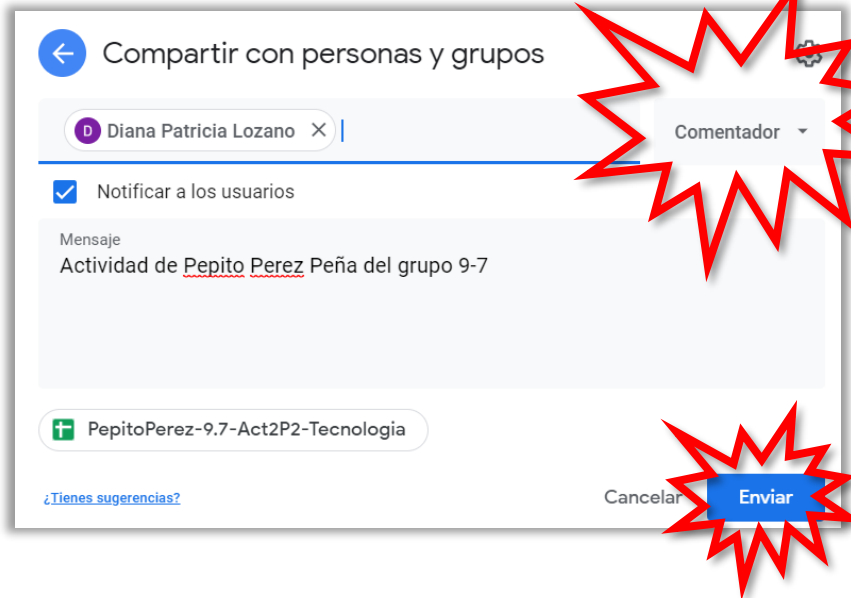 Compartir con personas y grupos
D Diana Patricia Lozano
Comentador
Notificar a los usuarios
Mensaje
Actividad de Pepito Perez Peña del grupo 9-7
PepitoPerez-9.7-Act2P2-Tecnologia
¿Tienes sugerencias?
Cancelar
Enviar